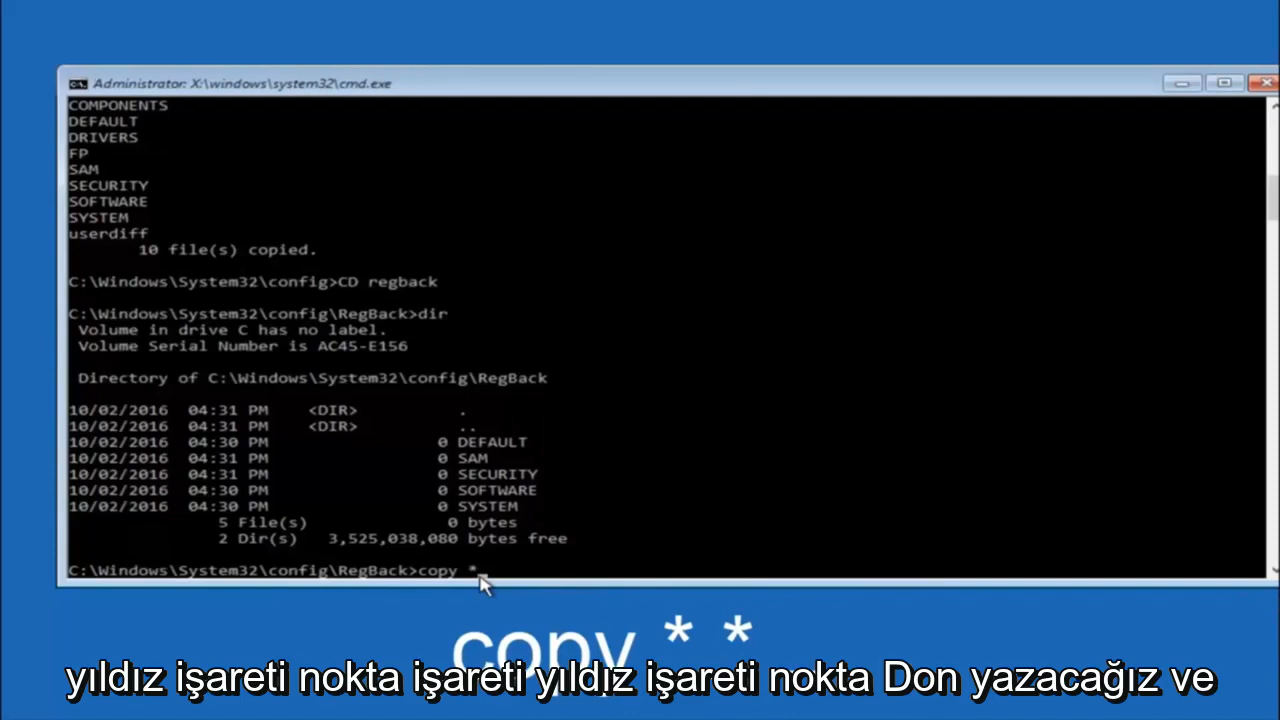 Administrator: X:\windows\system32\cmd.exe
COMPONENTS
DEFAULT
DRIVERS
FP
SAM
SECURITY
SOFTWARE
SYSTEM
userdiff
10 file(s) copied.
C:\Windows\System32\config>CD regback
C:\Windows\System32\config\RegBack>dir
Volume in drive C has no label.
Volume Serial Number is AC45-E156
Directory of C:\Windows\System32\config\RegBack
10/02/2016 04:31 PM <DIR> .
10/02/2016 04:31 PM <DIR> ..
10/02/2016 04:30 PM 0 DEFAULT
10/02/2016 04:31 PM 0 SAM
10/02/2016 04:31 PM 0 SECURITY
10/02/2016 04:30 PM 0 SOFTWARE
10/02/2016 04:30 PM 0 SYSTEM
5 File(s) 0 bytes
2 Dir(s) 3,525,038,080 bytes free
C:\Windows\System32\config\RegBack>copy *_
copy * *
yıldız işareti nokta işareti yıldız işareti nokta Don yazacağız ve